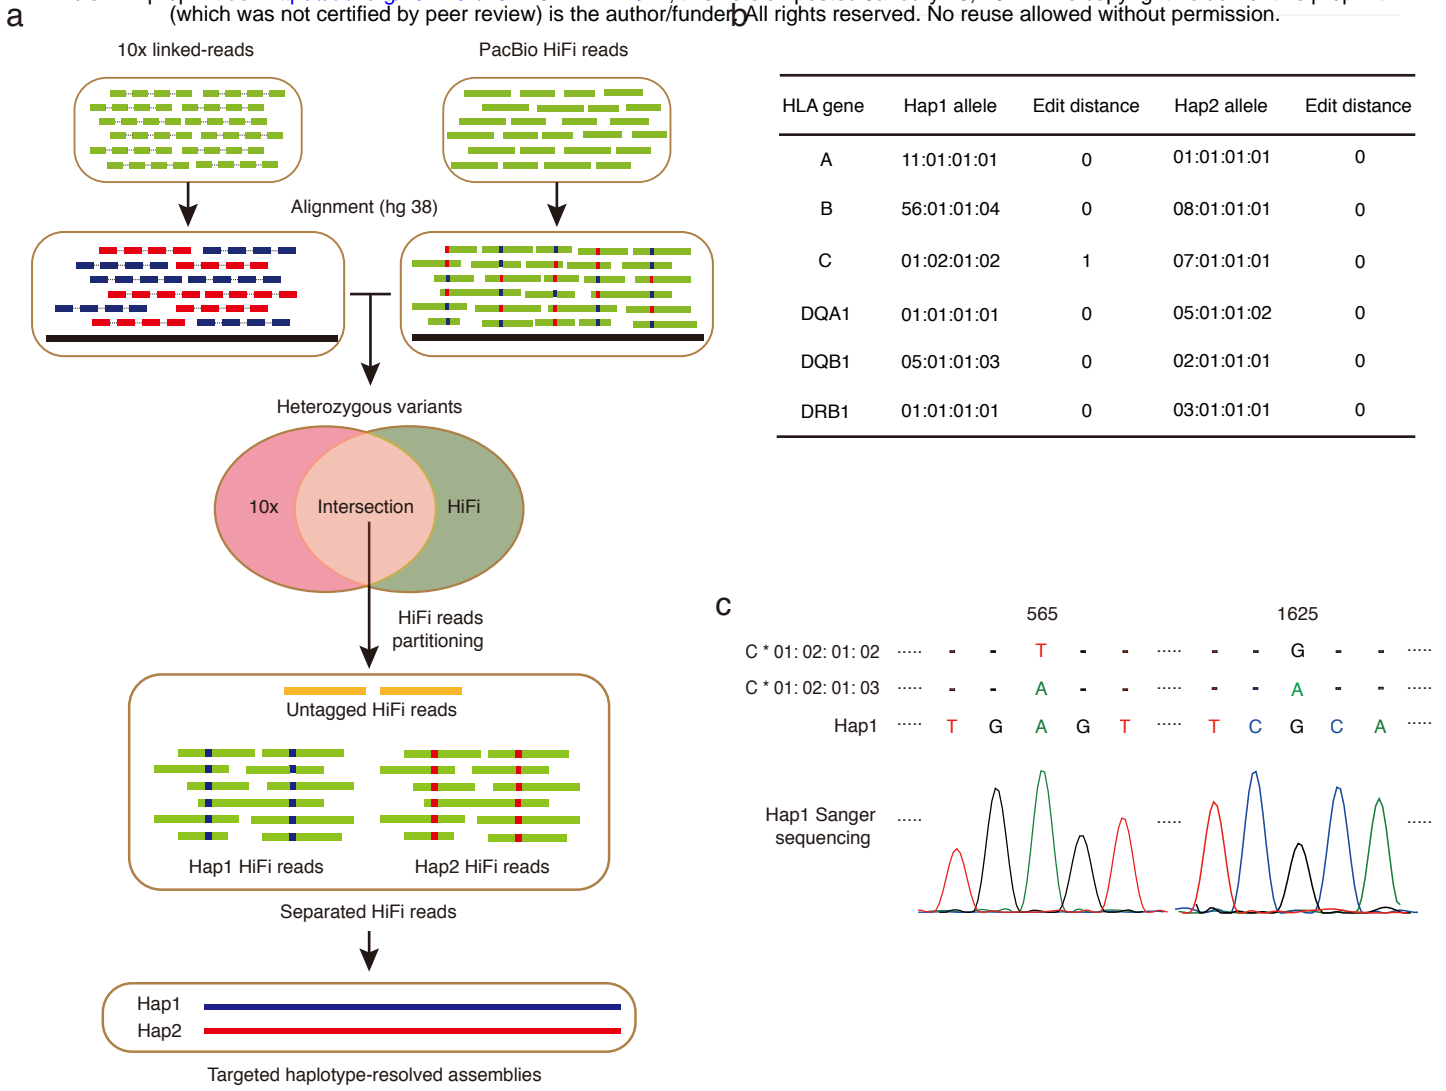 (which was not certified by peer review) is the author/funder. All rights reserved. No reuse allowed without permission.
a
b
10x linked-reads
PacBio HiFi reads
Alignment (hg 38)
Heterozygous variants
10x
Intersection
HiFi
HiFi reads
partitioning
Untagged HiFi reads
Hap1 HiFi reads
Hap2 HiFi reads
Separated HiFi reads
Hap1
Hap2
Targeted haplotype-resolved assemblies
HLA gene Hap1 allele Edit distance Hap2 allele Edit distance
A 11:01:01:01 0 01:01:01:01 0
B 56:01:01:04 0 08:01:01:01 0
C 01:02:01:02 1 07:01:01:01 0
DQA1 01:01:01:01 0 05:01:01:02 0
DQB1 05:01:01:03 0 02:01:01:01 0
DRB1 01:01:01:01 0 03:01:01:01 0
c
565 1625
C * 01: 02: 01: 02 ..... - - T - - ..... - - G - - .....
C * 01: 02: 01: 03 ..... - - A - - ..... - - A - - .....
Hap1 ..... T G A G T ..... T C G C A .....
Hap1 Sanger
sequencing
..... ..... .....